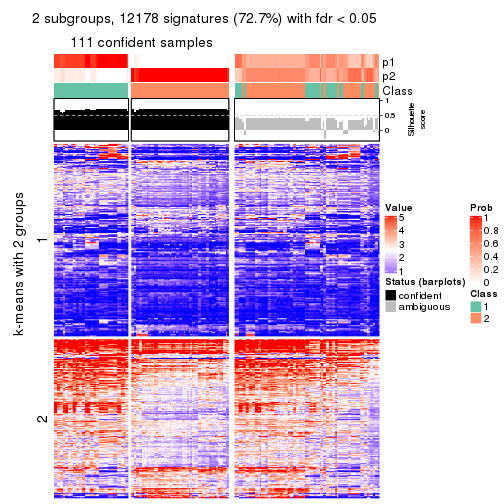 2 subgroups, 12178 signatures (72.7%) with fdr < 0.05
111 confident samples
p1
p2
Class
1
0.5
0
Silhouette
score
k-means with 2 groups
1
2
Value
5
4
3
2
1
Status (barplots)
confident
ambiguous
Prob
1
0.8
0.6
0.4
0.2
0
Class
1
2